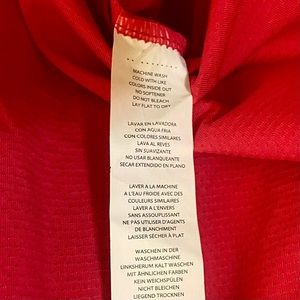 MACHINE WASH
COLD WITH LIKE
COLORS INSIDE OUT
NO SOFTENER
DO NOT BLEACH
LAY FLAT TO DRY
LAVAR EN LAVADORA
CON AGUA FRIA
CON COLORES SIMILARES
LAVA AL REVES
SIN SUAVIZANTE
NO USAR BLANQUEANTE
SECAR EXTENDIDO EN PLANO
LAVER A LA MACHINE
A L'EAU FROIDE AVEC DES
COULEURS SIMILAIRES
LAVER A L'ENVERS
SANS ASSOUPLISSANT
NE PAS UTILISER D'AGENTS
DE BLANCHIMENT
LAISSER SÉCHER À PLAT
WASCHEN IN DER
WASCHMASCHINE
LINKSHERUM KALT WASCHEN
MIT ÄHNLICHEN FARBEN
KEIN WEICHSPÜLEN
NICHT BLEICHEN
LIEGEND TROCKNEN